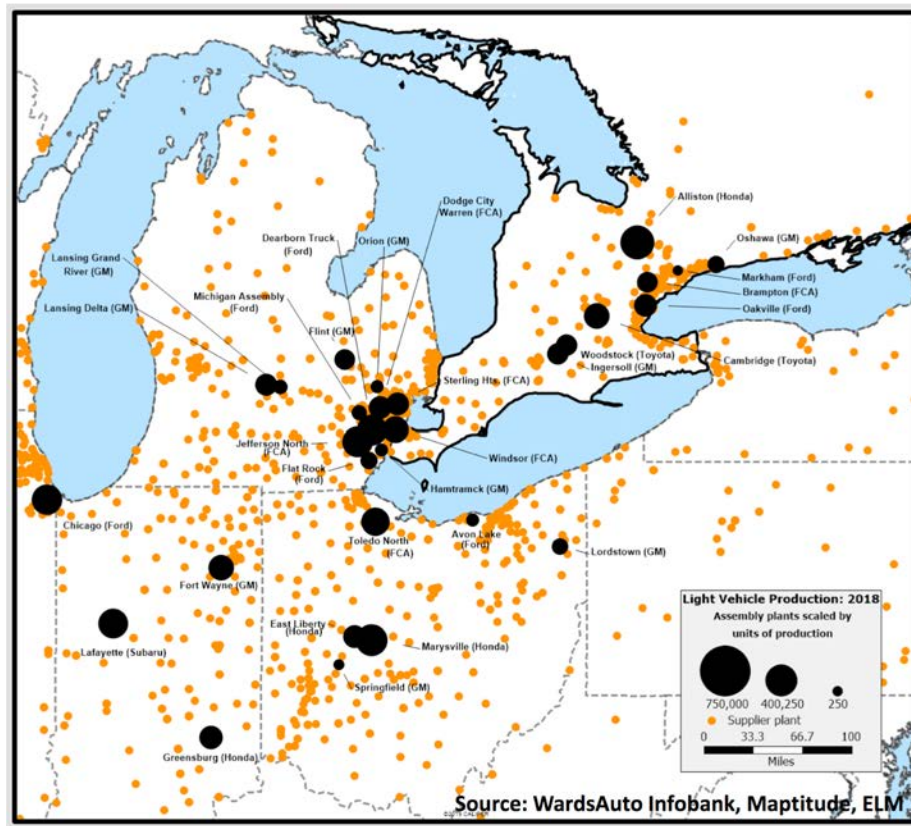 Dodge City
Warren (FCA)
Alliston (Honda)
Dearborn Truck
(Ford)
Orion (GM)
Oshawa (GM)
Lansing Grand
River (GM)
Markham (Ford)
Michigan Assembly
(Ford)
Brampton (FCA)
Lansing Delta (GM)
Oakville (Ford)
Flint (GM)
Woodstock (Toyota)
Cambridge (Toyota)
Ingersoll (GM)
Sterling Hts. (FCA)
Jefferson North
(FCA)
Windsor (FCA)
Flat Rock
(Ford)
Hamtramck (GM)
Chicago (Ford)
Toledo North
(FCA)
Avon Lake
(Ford)
Lordstown (GM)
Fort Wayne (GM)
East Liberty
(Honda)
Marysville (Honda)
Lafayette (Subaru)
Springfield (GM)
Greensburg (Honda)
Light Vehicle Production: 2018
Assembly plants scaled by
units of production
750,000 400,250 250
Supplier plant
0 33.3 66.7 100
Miles
Source: WardsAuto Infobank, Maptitude, ELM